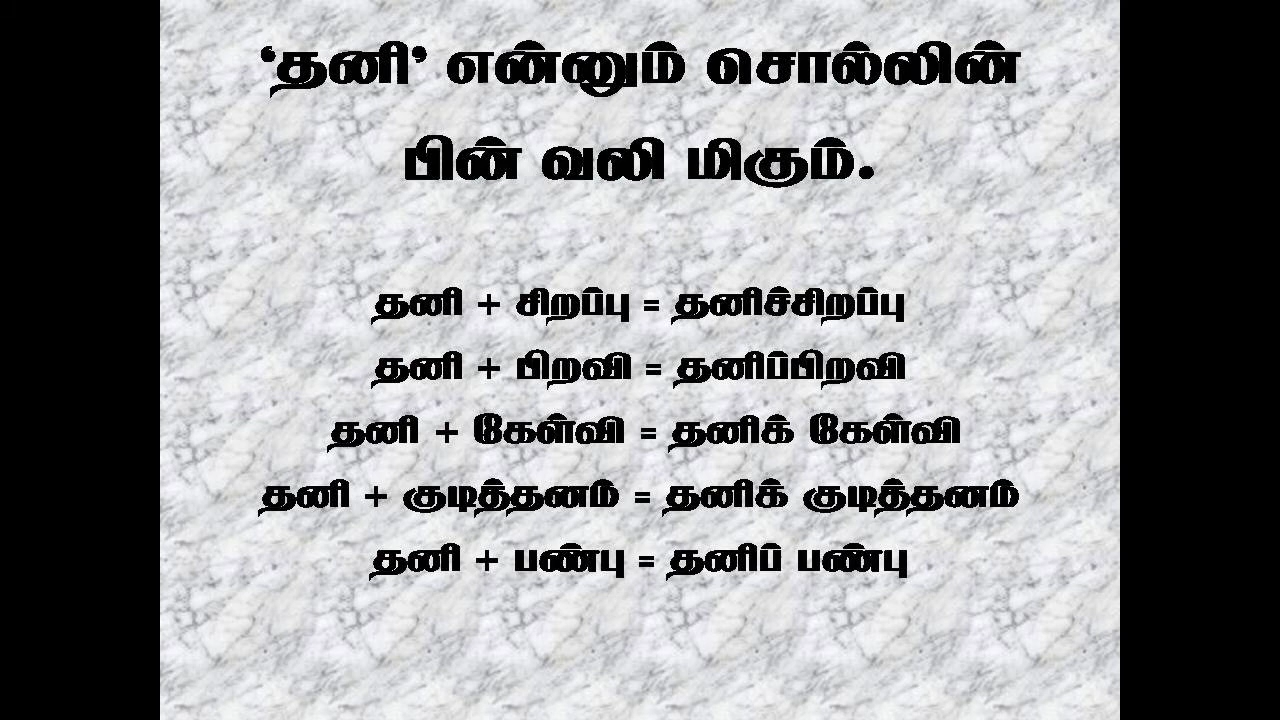 ‘தனி’ என்னும் சொல்லின்
பின் வலி மிகும்.
தனி + சிறப்பு = தனிச்சிறப்பு
தனி + பிறவி = தனிப்பிறவி
தனி + கேள்வி = தனிக் கேள்வி
தனி + குடித்தனம் = தனிக் குடித்தனம்
தனி + பண்பு = தனிப் பண்பு